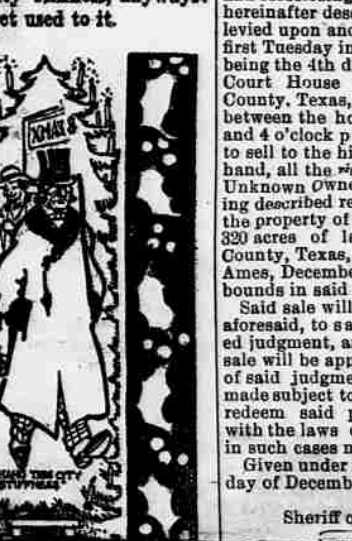 et used to it.
XMAS
hereinafter des
levied upon and
first Tuesday in
being the 4th d
Court House
County, Texas,
between the ho
and 4 o'clock p
to sell to the hi
hand, all the
Unknown Owne
ing described re
the property of
320 acres of la
County, Texas,
Ames, Decembe
bounds in said
Said sale will
aforesaid, to sa
ed judgment, a
sale will be app
of said judgme
made subject to
redeem said p
with the laws o
in such cases m
Given under
day of Decemb
Sheriff o
THIS CITY
STUFFNESS